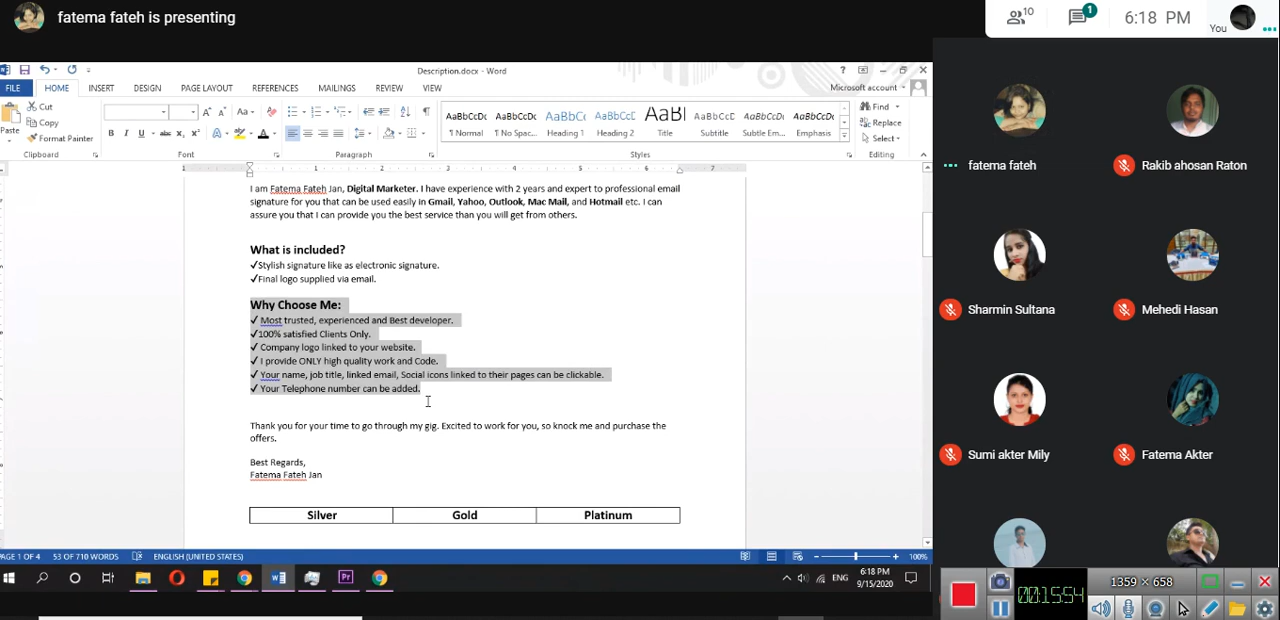 fatema fateh is presenting
10
1
6:18 PM
You
Description.docx - Word
Microsoft account
FILE HOME INSERT DESIGN PAGE LAYOUT REFERENCES MAILINGS REVIEW VIEW
Cut
Copy
Format Painter
Paste
Clipboard
Font
Paragraph
AaBbCcDc AaBbCcDc AaBbC AaBbCc AaBl AaBbCcD AaBbCcDc AaBbCcDc
¶ Normal ¶ No Spac... Heading 1 Heading 2 Title Subtitle Subtle Em... Emphasis
Styles
Find
Replace
Select
Editing
I am Fatema Fateh Jan, Digital Marketer. I have experience with 2 years and expert to professional email
signature for you that can be used easily in Gmail, Yahoo, Outlook, Mac Mail, and Hotmail etc. I can
assure you that I can provide you the best service than you will get from others.
What is included?
✓Stylish signature like as electronic signature.
✓Final logo supplied via email.
Why Choose Me:
✓ Most trusted, experienced and Best developer.
✓100% satisfied Clients Only.
✓ Company logo linked to your website.
✓ I provide ONLY high quality work and Code.
✓ Your name, job title, linked email, Social icons linked to their pages can be clickable.
✓ Your Telephone number can be added.
Thank you for your time to go through my gig. Excited to work for you, so knock me and purchase the
offers.
Best Regards,
Fatema Fateh Jan
Silver Gold Platinum
PAGE 1 OF 4 53 OF 710 WORDS ENGLISH (UNITED STATES) 100%
ENG
6:18 PM
9/15/2020
fatema fateh
Rakib ahosan Raton
Sharmin Sultana
Mehedi Hasan
Sumi akter Mily
Fatema Akter
00:15:54
1359 × 658